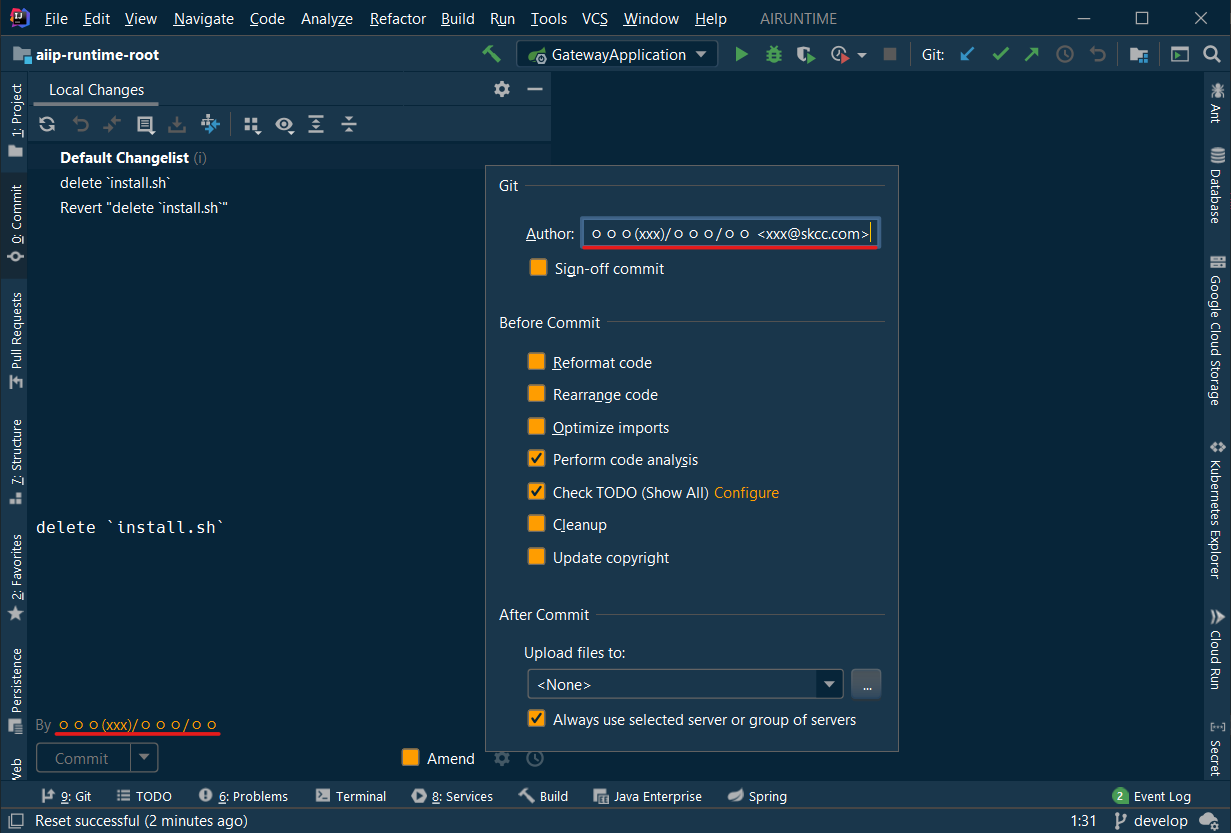 File Edit View Navigate Code Analyze Refactor Build Run Tools VCS Window Help AIRUNTIME
aiip-runtime-root
GatewayApplication
Git:
Local Changes
Default Changelist (i)
delete `install.sh`
Revert "delete `install.sh`"
delete `install.sh`
By ㅇㅇㅇ(xxx)/ㅇㅇㅇ/ㅇㅇ
Commit
Amend
Git
Author: ㅇㅇㅇ(xxx)/ㅇㅇㅇ/ㅇㅇ <xxx@skcc.com>
Sign-off commit
Before Commit
Reformat code
Rearrange code
Optimize imports
Perform code analysis
Check TODO (Show All) Configure
Cleanup
Update copyright
After Commit
Upload files to:
<None>
...
Always use selected server or group of servers
1: Project
0: Commit
Pull Requests
7: Structure
2: Favorites
Persistence
Web
Ant
Database
Google Cloud Storage
Kubernetes Explorer
Cloud Run
Secret
9: Git TODO 6: Problems Terminal 8: Services Build Java Enterprise Spring 2 Event Log
Reset successful (2 minutes ago) 1:31 develop